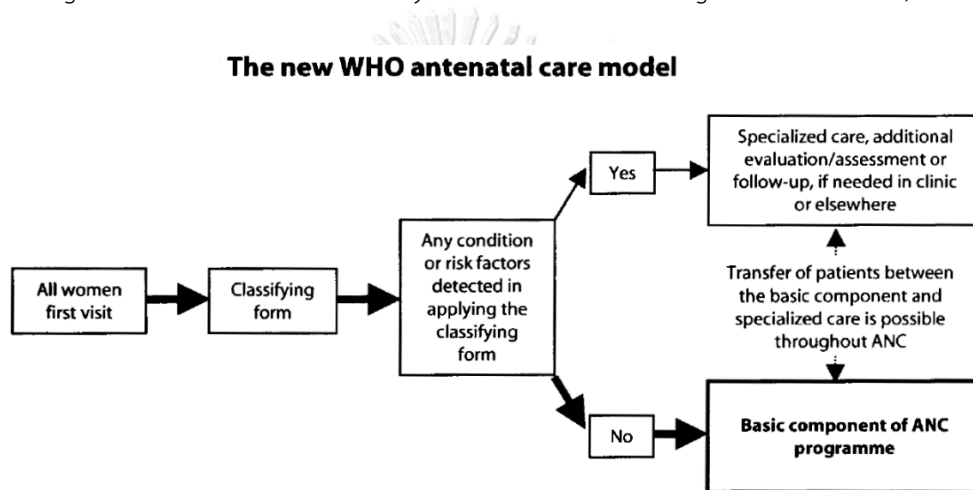 The new WHO antenatal care model
All women
first visit
Classifying
form
Any condition
or risk factors
detected in
applying the
classifying
form
Yes
Specialized care, additional
evaluation/assessment or
follow-up, if needed in clinic
or elsewhere
Transfer of patients between
the basic component and
specialized care is possible
throughout ANC
No
Basic component of ANC
programme